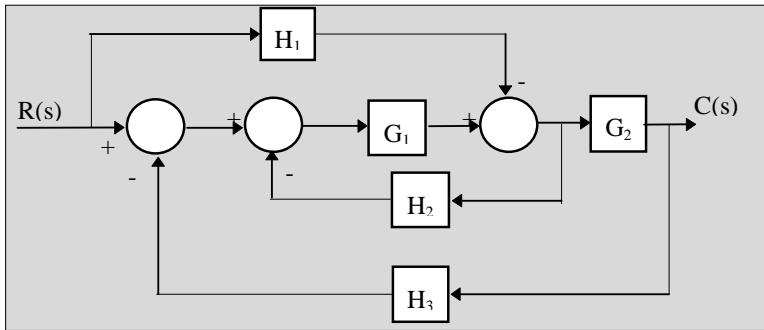 H₁
-
R(s)
+
+
G₁
+
G₂
C(s)
-
-
H₂
H₃